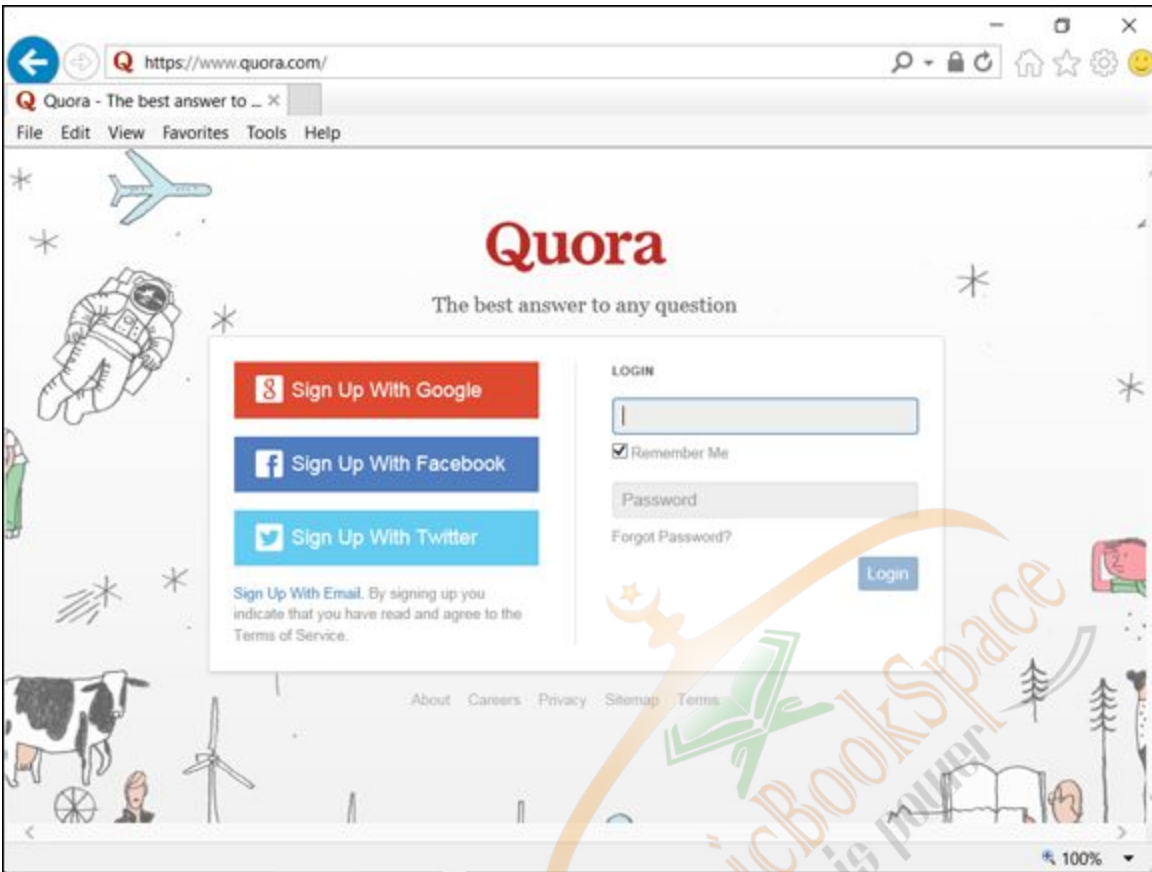 https://www.quora.com/
Quora - The best answer to ...
File Edit View Favorites Tools Help
Quora
The best answer to any question
Sign Up With Google
Sign Up With Facebook
Sign Up With Twitter
Sign Up With Email. By signing up you
indicate that you have read and agree to the
Terms of Service.
LOGIN
Remember Me
Password
Forgot Password?
Login
About Careers Privacy Sitemap Terms
icBookSpace
is power
100%